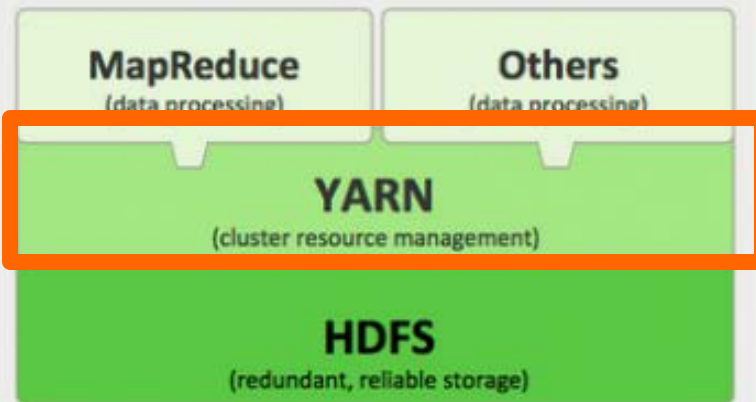 MapReduce
(data processing)
Others
(data processing)
YARN
(cluster resource management)
HDFS
(redundant, reliable storage)